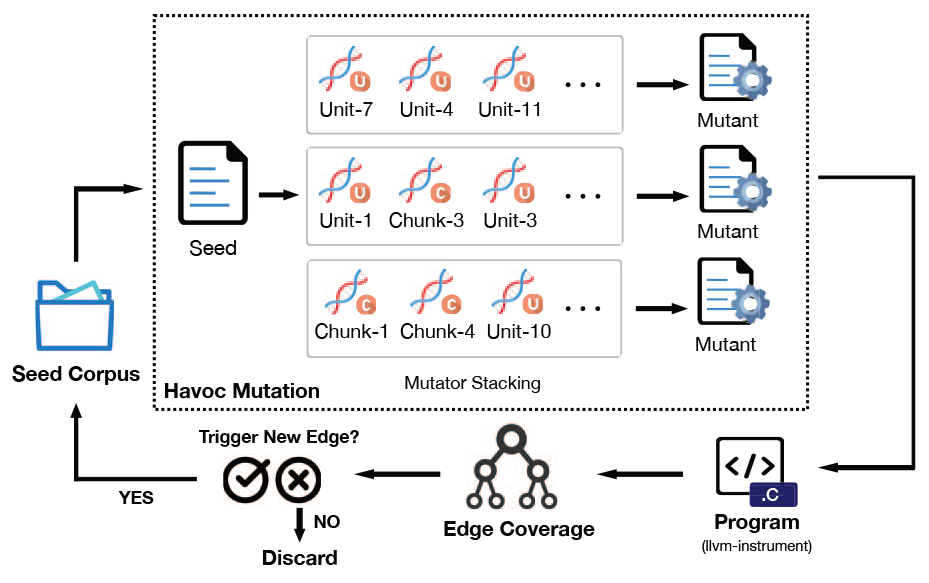 U U U
Unit-7 Unit-4 Unit-11 ...
Mutant
U C U
Unit-1 Chunk-3 Unit-3 ...
Mutant
Seed
C C U
Chunk-1 Chunk-4 Unit-10 ...
Mutant
Seed Corpus
Havoc Mutation
Mutator Stacking
Trigger New Edge?
YES
NO
Discard
Edge Coverage
</>
.C
Program
(llvm-instrument)